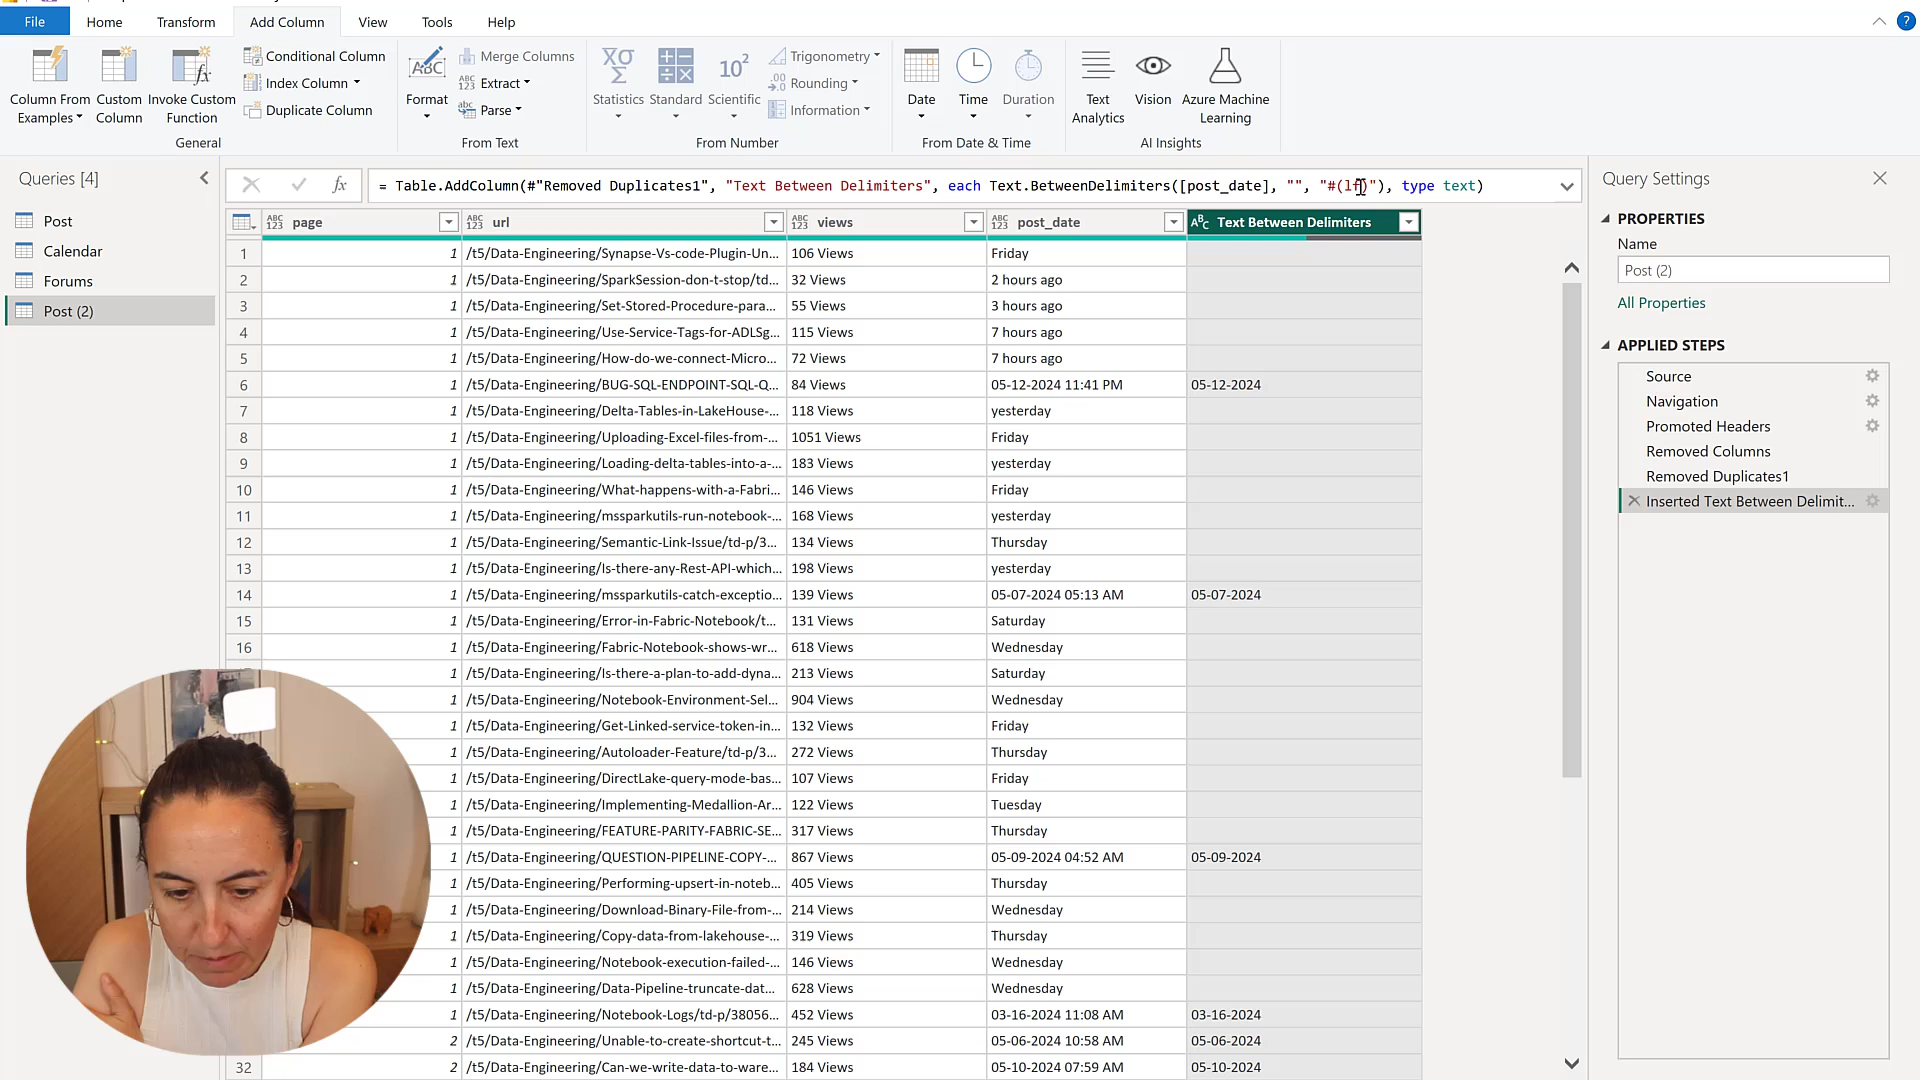 File
Home
Transform
Add Column
View
Tools
Help
?
Column From
Examples
Custom
Column
Invoke Custom
Function
Conditional Column
Index Column
Duplicate Column
General
ABC
Format
Merge Columns
Extract
Parse
From Text
Statistics
Standard
Scientific
Trigonometry
Rounding
Information
From Number
Date
Time
Duration
From Date & Time
Text
Analytics
Vision
Azure Machine
Learning
AI Insights
Queries [4]
Post
Calendar
Forums
Post (2)
= Table.AddColumn(#"Removed Duplicates1", "Text Between Delimiters", each Text.BetweenDelimiters([post_date], "", "#(lf)"), type text)
page url views post_date Text Between Delimiters
1 1 /t5/Data-Engineering/Synapse-Vs-code-Plugin-Un... 106 Views Friday
2 1 /t5/Data-Engineering/SparkSession-don-t-stop/td... 32 Views 2 hours ago
3 1 /t5/Data-Engineering/Set-Stored-Procedure-para... 55 Views 3 hours ago
4 1 /t5/Data-Engineering/Use-Service-Tags-for-ADLSg... 115 Views 7 hours ago
5 1 /t5/Data-Engineering/How-do-we-connect-Micro... 72 Views 7 hours ago
6 1 /t5/Data-Engineering/BUG-SQL-ENDPOINT-SQL-Q... 84 Views 05-12-2024 11:41 PM 05-12-2024
7 1 /t5/Data-Engineering/Delta-Tables-in-LakeHouse-... 118 Views yesterday
8 1 /t5/Data-Engineering/Uploading-Excel-files-from-... 1051 Views Friday
9 1 /t5/Data-Engineering/Loading-delta-tables-into-a-... 183 Views yesterday
10 1 /t5/Data-Engineering/What-happens-with-a-Fabri... 146 Views Friday
11 1 /t5/Data-Engineering/mssparkutils-run-notebook-... 168 Views yesterday
12 1 /t5/Data-Engineering/Semantic-Link-Issue/td-p/3... 134 Views Thursday
13 1 /t5/Data-Engineering/Is-there-any-Rest-API-which... 198 Views yesterday
14 1 /t5/Data-Engineering/mssparkutils-catch-exceptio... 139 Views 05-07-2024 05:13 AM 05-07-2024
15 1 /t5/Data-Engineering/Error-in-Fabric-Notebook/t... 131 Views Saturday
16 1 /t5/Data-Engineering/Fabric-Notebook-shows-wr... 618 Views Wednesday
1 /t5/Data-Engineering/Is-there-a-plan-to-add-dyna... 213 Views Saturday
1 /t5/Data-Engineering/Notebook-Environment-Sel... 904 Views Wednesday
1 /t5/Data-Engineering/Get-Linked-service-token-in... 132 Views Friday
1 /t5/Data-Engineering/Autoloader-Feature/td-p/3... 272 Views Thursday
1 /t5/Data-Engineering/DirectLake-query-mode-bas... 107 Views Friday
1 /t5/Data-Engineering/Implementing-Medallion-Ar... 122 Views Tuesday
1 /t5/Data-Engineering/FEATURE-PARITY-FABRIC-SE... 317 Views Thursday
1 /t5/Data-Engineering/QUESTION-PIPELINE-COPY-... 867 Views 05-09-2024 04:52 AM 05-09-2024
1 /t5/Data-Engineering/Performing-upsert-in-noteb... 405 Views Thursday
1 /t5/Data-Engineering/Download-Binary-File-from-... 214 Views Wednesday
1 /t5/Data-Engineering/Copy-data-from-lakehouse-... 319 Views Thursday
1 /t5/Data-Engineering/Notebook-execution-failed-... 146 Views Wednesday
1 /t5/Data-Engineering/Data-Pipeline-truncate-dat... 628 Views Wednesday
1 /t5/Data-Engineering/Notebook-Logs/td-p/38056... 452 Views 03-16-2024 11:08 AM 03-16-2024
2 /t5/Data-Engineering/Unable-to-create-shortcut-t... 245 Views 05-06-2024 10:58 AM 05-06-2024
32 2 /t5/Data-Engineering/Can-we-write-data-to-ware... 184 Views 05-10-2024 07:59 AM 05-10-2024
Query Settings
PROPERTIES
Name
Post (2)
All Properties
APPLIED STEPS
Source
Navigation
Promoted Headers
Removed Columns
Removed Duplicates1
Inserted Text Between Delimit...